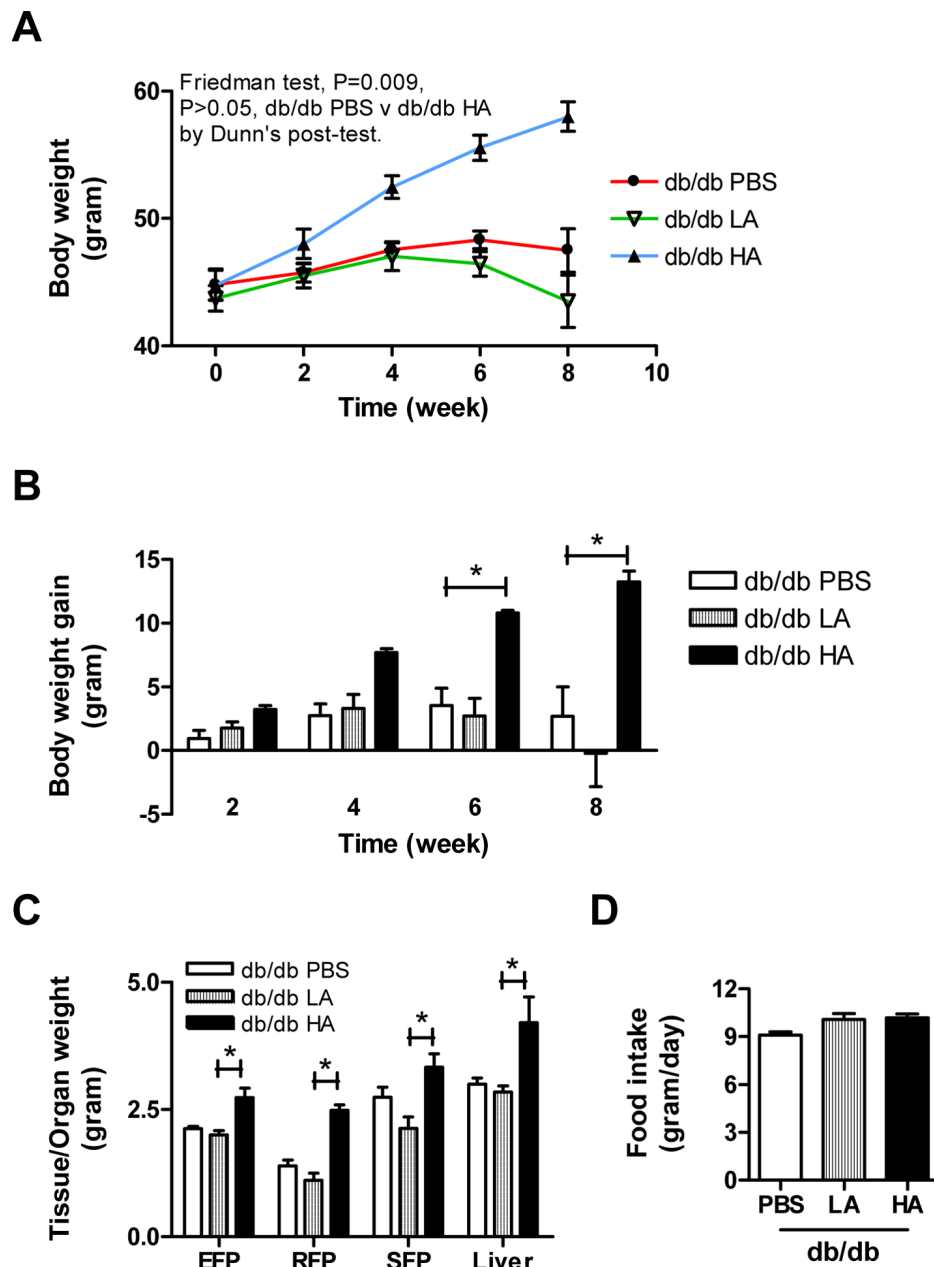 A
Friedman test, P=0.009,
P>0.05, db/db PBS v db/db HA
by Dunn's post-test.
60
50
40
Body weight
(gram)
0 2 4 6 8 10
Time (week)
db/db PBS
db/db LA
db/db HA
B
15
10
5
0
-5
Body weight gain
(gram)
* *
2 4 6 8
Time (week)
db/db PBS
db/db LA
db/db HA
C
5.0
2.5
0.0
Tissue/Organ weight
(gram)
db/db PBS
db/db LA
db/db HA
* * * *
EFP RFP SFP Liver
D
12
9
6
3
0
Food intake
(gram/day)
PBS LA HA
db/db